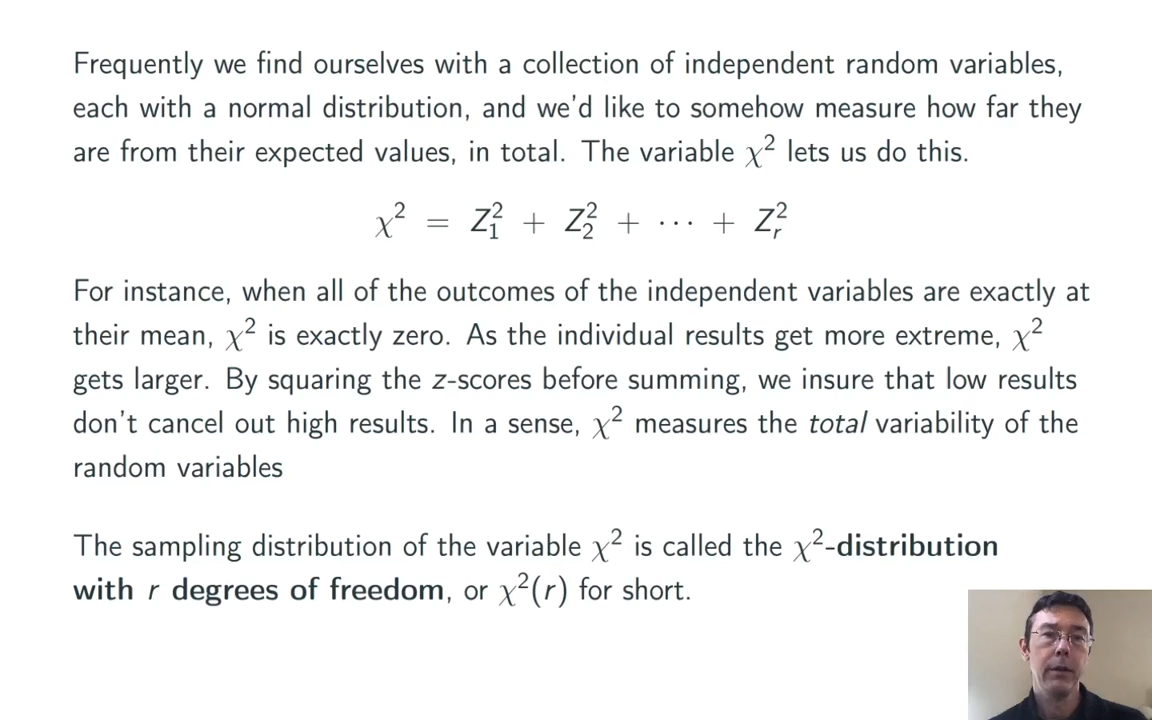 Frequently we find ourselves with a collection of independent random variables,
each with a normal distribution, and we'd like to somehow measure how far they
are from their expected values, in total. The variable χ² lets us do this.
χ² = Z₁² + Z₂² + ⋯ + Zᵣ²
For instance, when all of the outcomes of the independent variables are exactly at
their mean, χ² is exactly zero. As the individual results get more extreme, χ²
gets larger. By squaring the z-scores before summing, we insure that low results
don't cancel out high results. In a sense, χ² measures the total variability of the
random variables
The sampling distribution of the variable χ² is called the χ²-distribution
with r degrees of freedom, or χ²(r) for short.